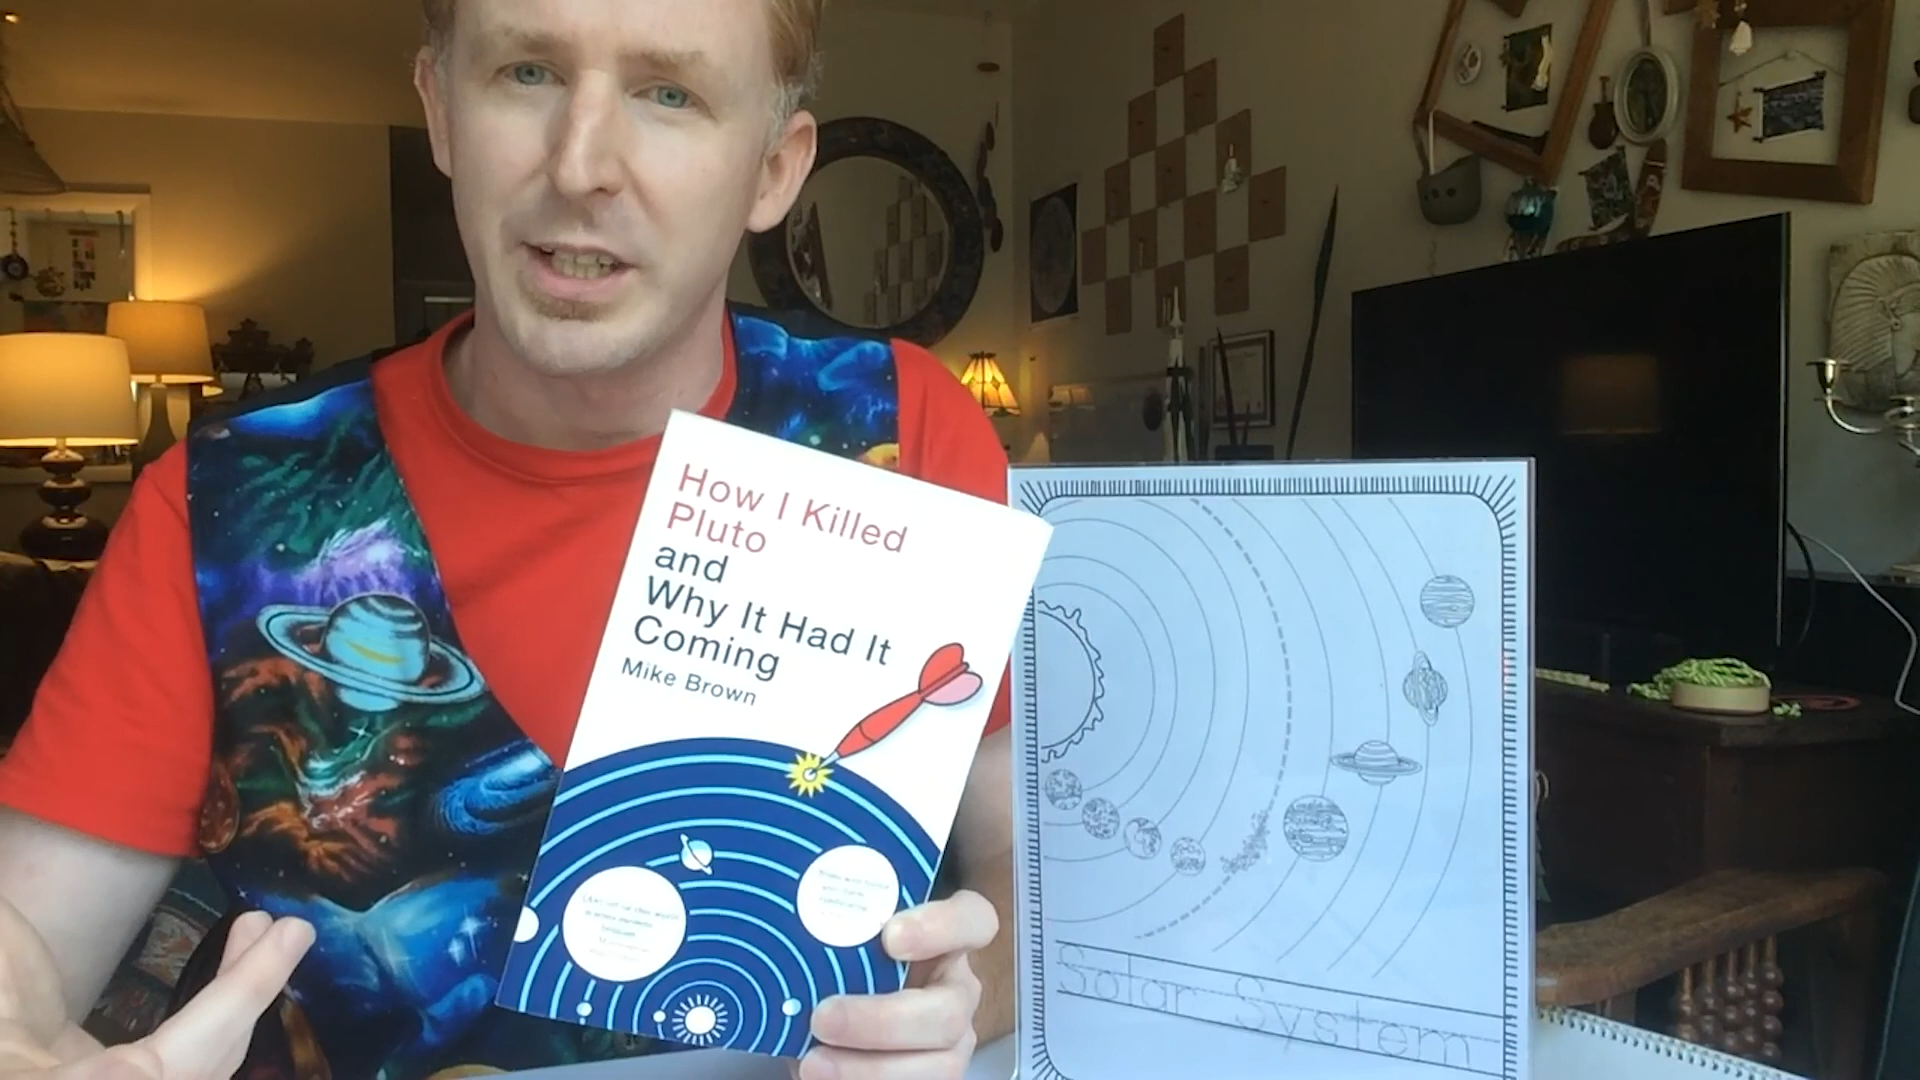 How I Killed
Pluto
and
Why It Had It
Coming
Mike Brown
Solar System